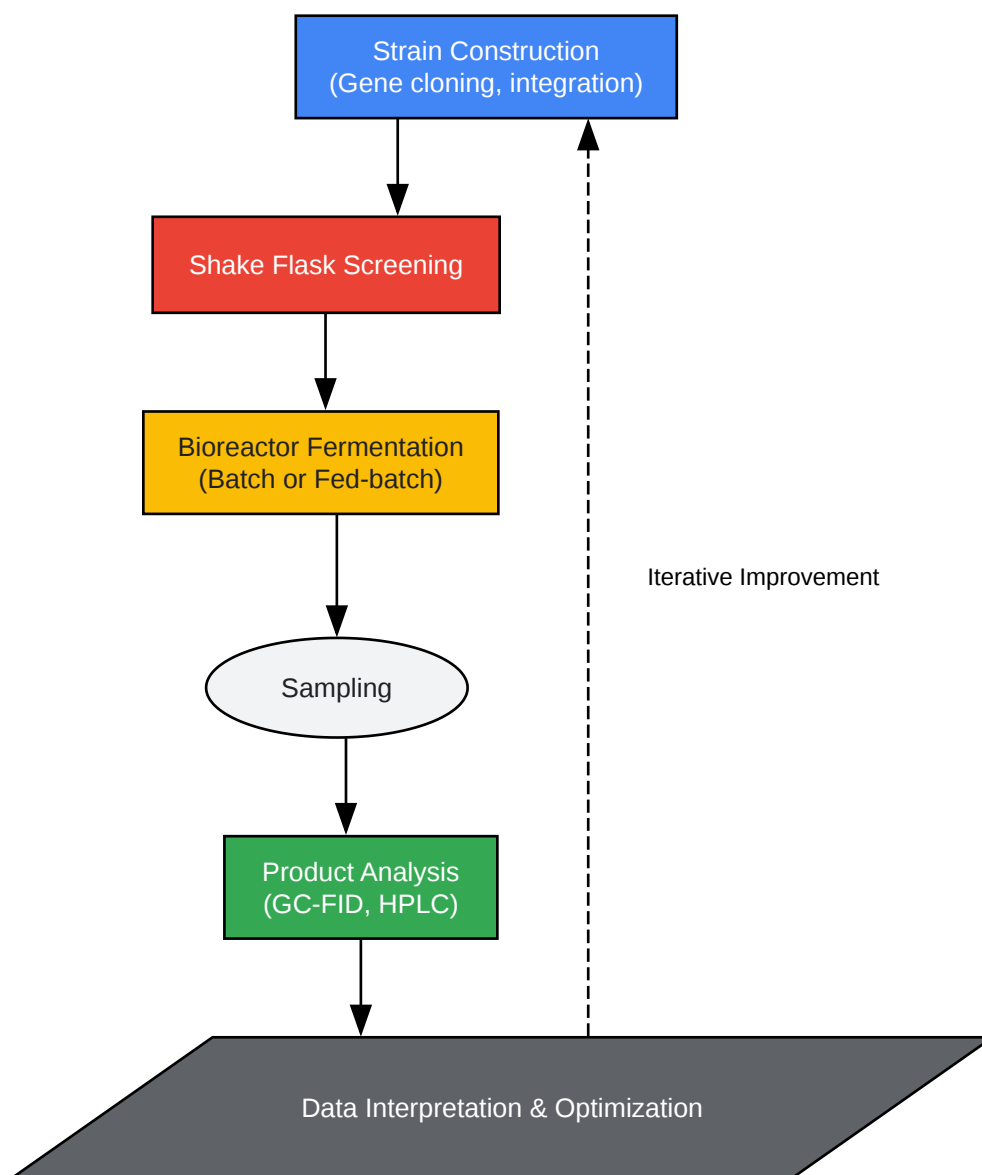 Strain Construction
(Gene cloning, integration)
Shake Flask Screening
Bioreactor Fermentation
(Batch or Fed-batch)
Iterative Improvement
Sampling
Product Analysis
(GC-FID, HPLC)
Data Interpretation & Optimization